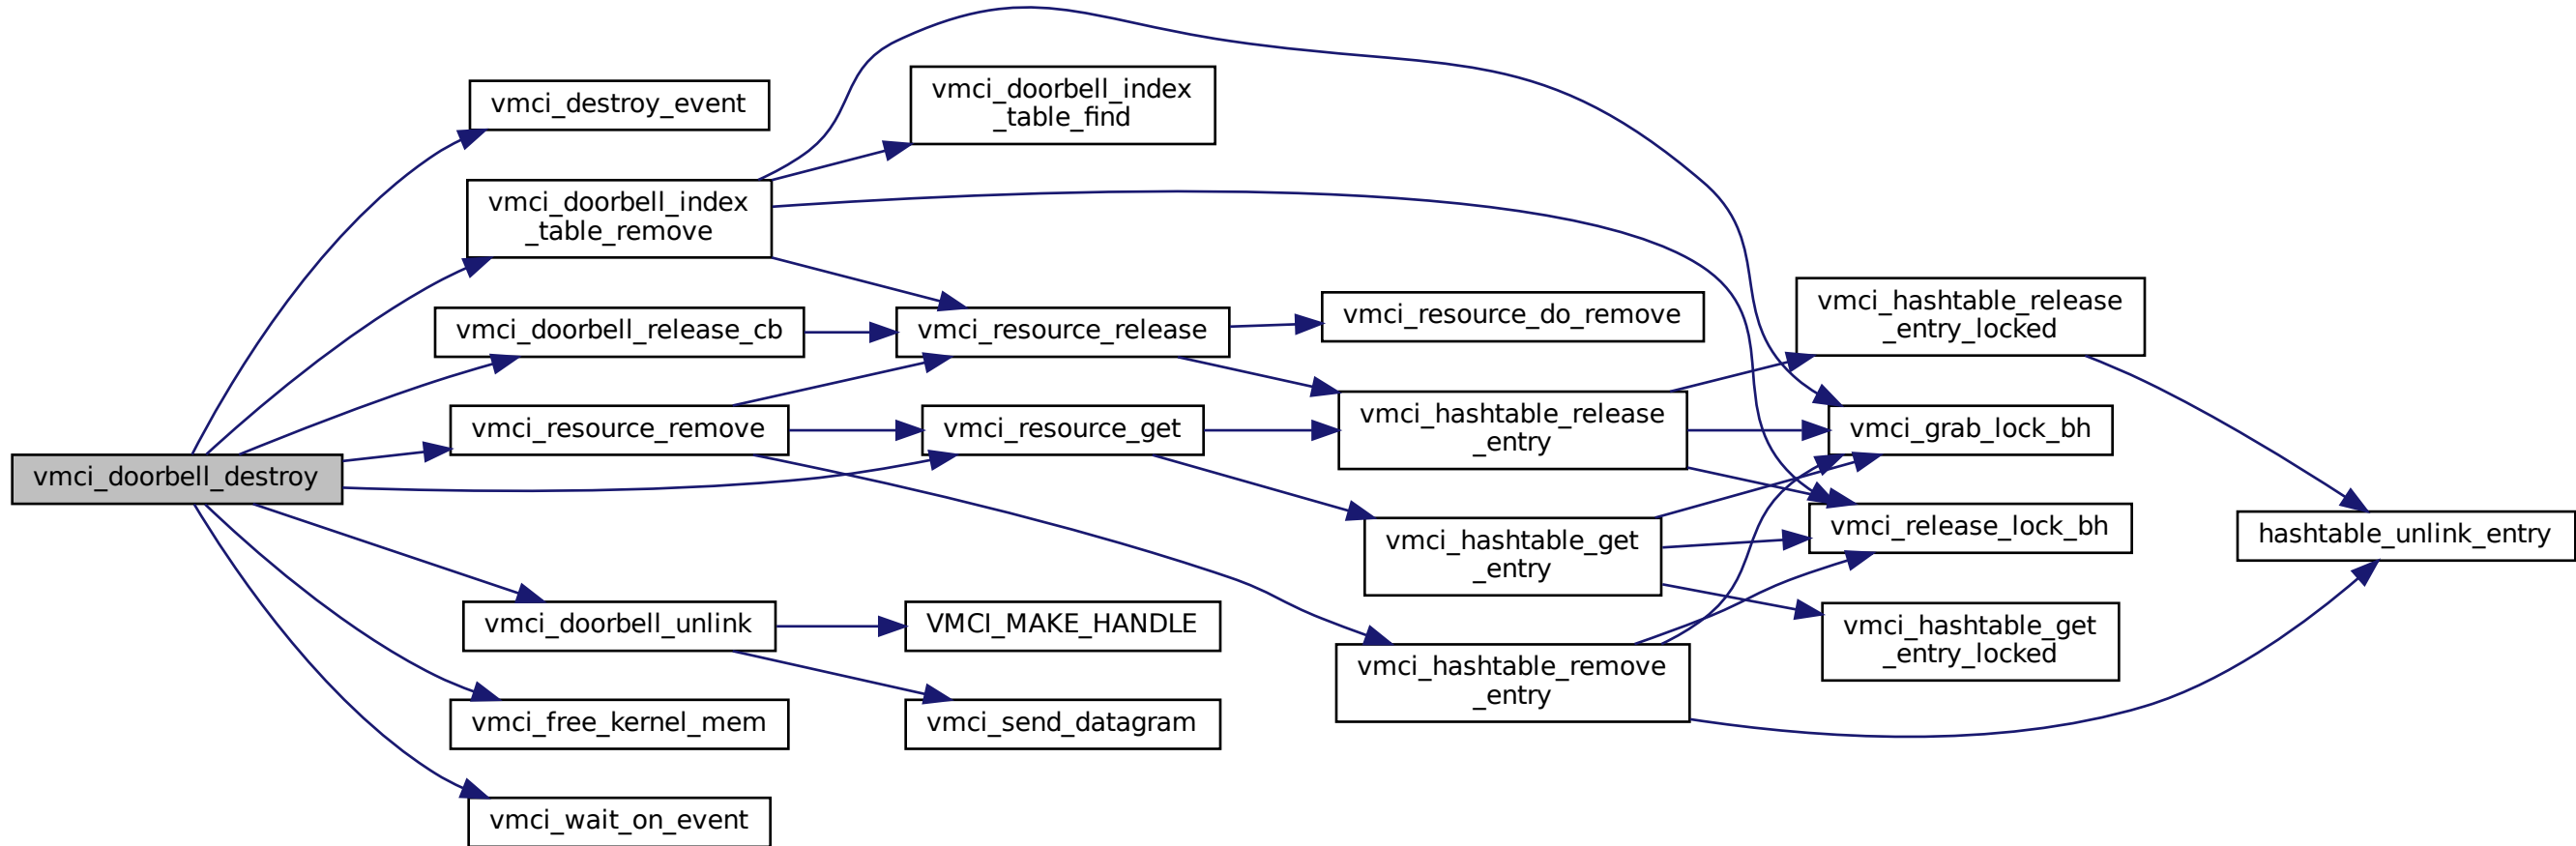 vmci_doorbell_destroy
vmci_destroy_event
vmci_doorbell_index
_table_remove
vmci_doorbell_release_cb
vmci_resource_remove
vmci_doorbell_unlink
vmci_free_kernel_mem
vmci_wait_on_event
vmci_doorbell_index
_table_find
vmci_resource_release
vmci_resource_get
VMCI_MAKE_HANDLE
vmci_send_datagram
vmci_resource_do_remove
vmci_hashtable_release
_entry
vmci_hashtable_get
_entry
vmci_hashtable_remove
_entry
vmci_hashtable_release
_entry_locked
vmci_grab_lock_bh
vmci_release_lock_bh
vmci_hashtable_get
_entry_locked
hashtable_unlink_entry